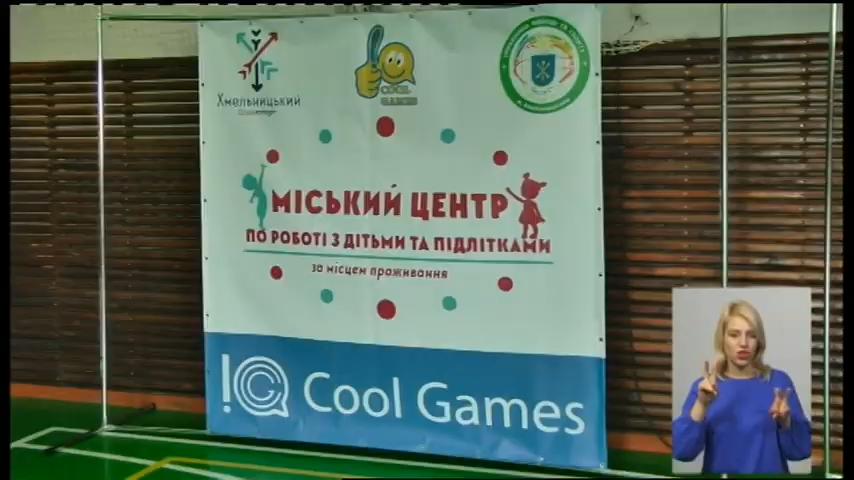 Хмельницький
COOL
GAMES
МІСЬКИЙ ЦЕНТР
ПО РОБОТІ З ДІТЬМИ ТА ПІДЛІТКАМИ
за місцем проживання
Cool Games